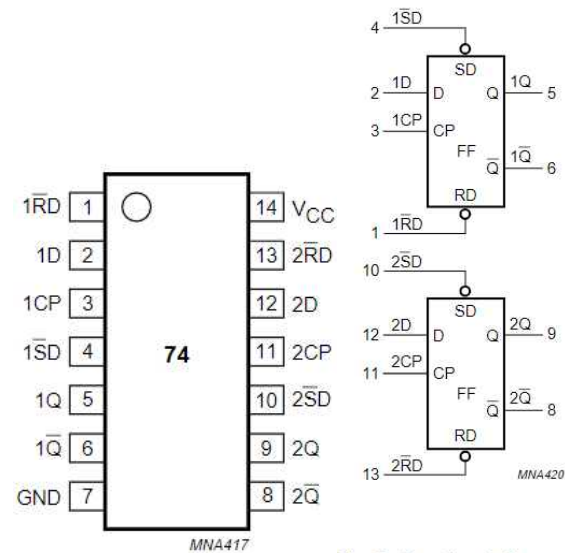 1R̅D 1 14 VCC
1D 2 13 2R̅D
1CP 3 12 2D
1S̅D 4 74 11 2CP
1Q 5 10 2S̅D
1Q̅ 6 9 2Q
GND 7 8 2Q̅
MNA417
4 1S̅D
SD
2 1D D Q 1Q 5
3 1CP CP
FF
Q̅ 1Q̅ 6
RD
1 1R̅D
10 2S̅D
SD
12 2D D Q 2Q 9
11 2CP CP
FF
Q̅ 2Q̅ 8
RD
13 2R̅D
MNA420